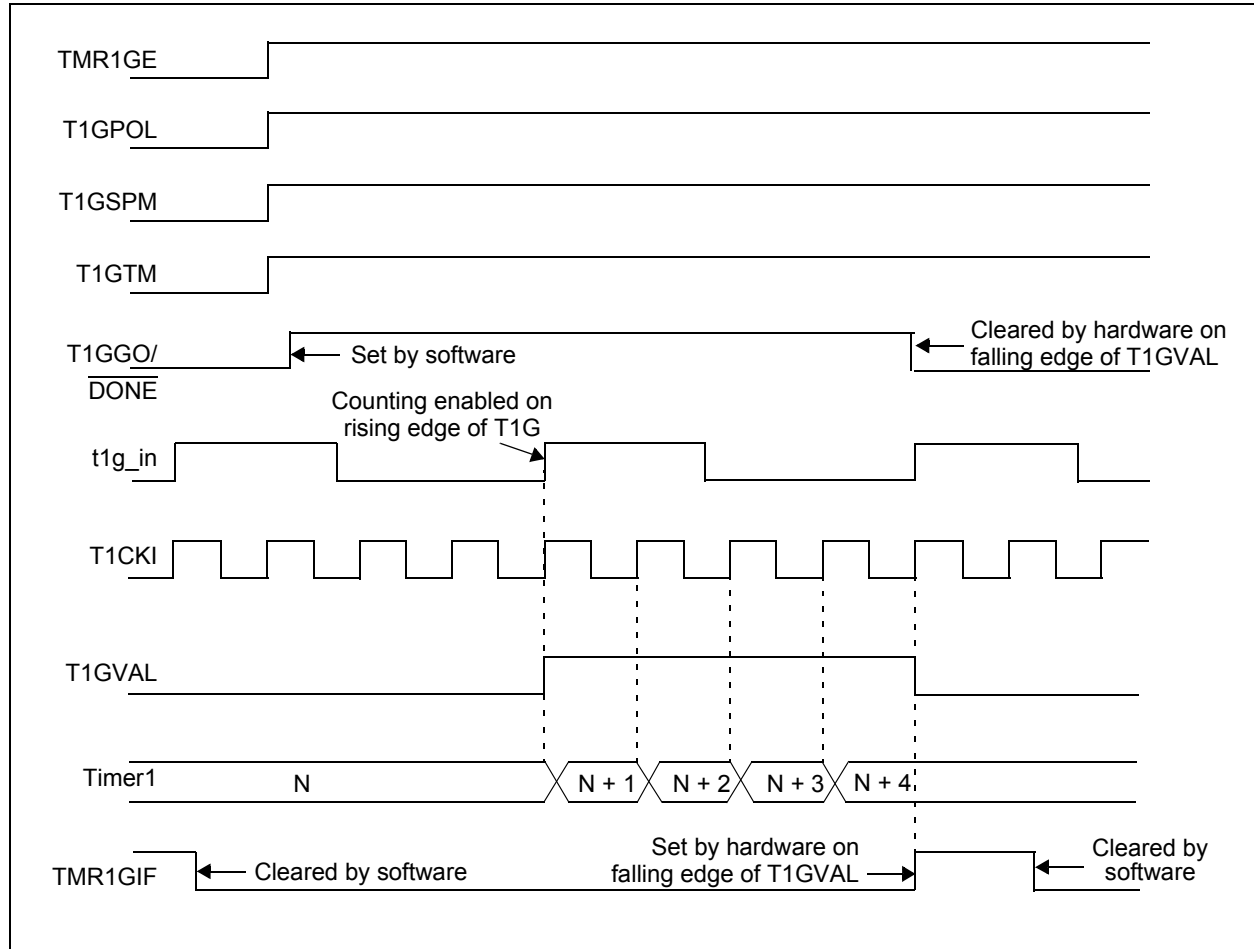 TMR1GE
T1GPOL
T1GSPM
T1GTM
T1GGO/
DONE
Set by software
Cleared by hardware on
falling edge of T1GVAL
Counting enabled on
rising edge of T1G
t1g_in
T1CKI
T1GVAL
Timer1
N
N + 1
N + 2
N + 3
N + 4
TMR1GIF
Cleared by software
Set by hardware on
falling edge of T1GVAL
Cleared by
software